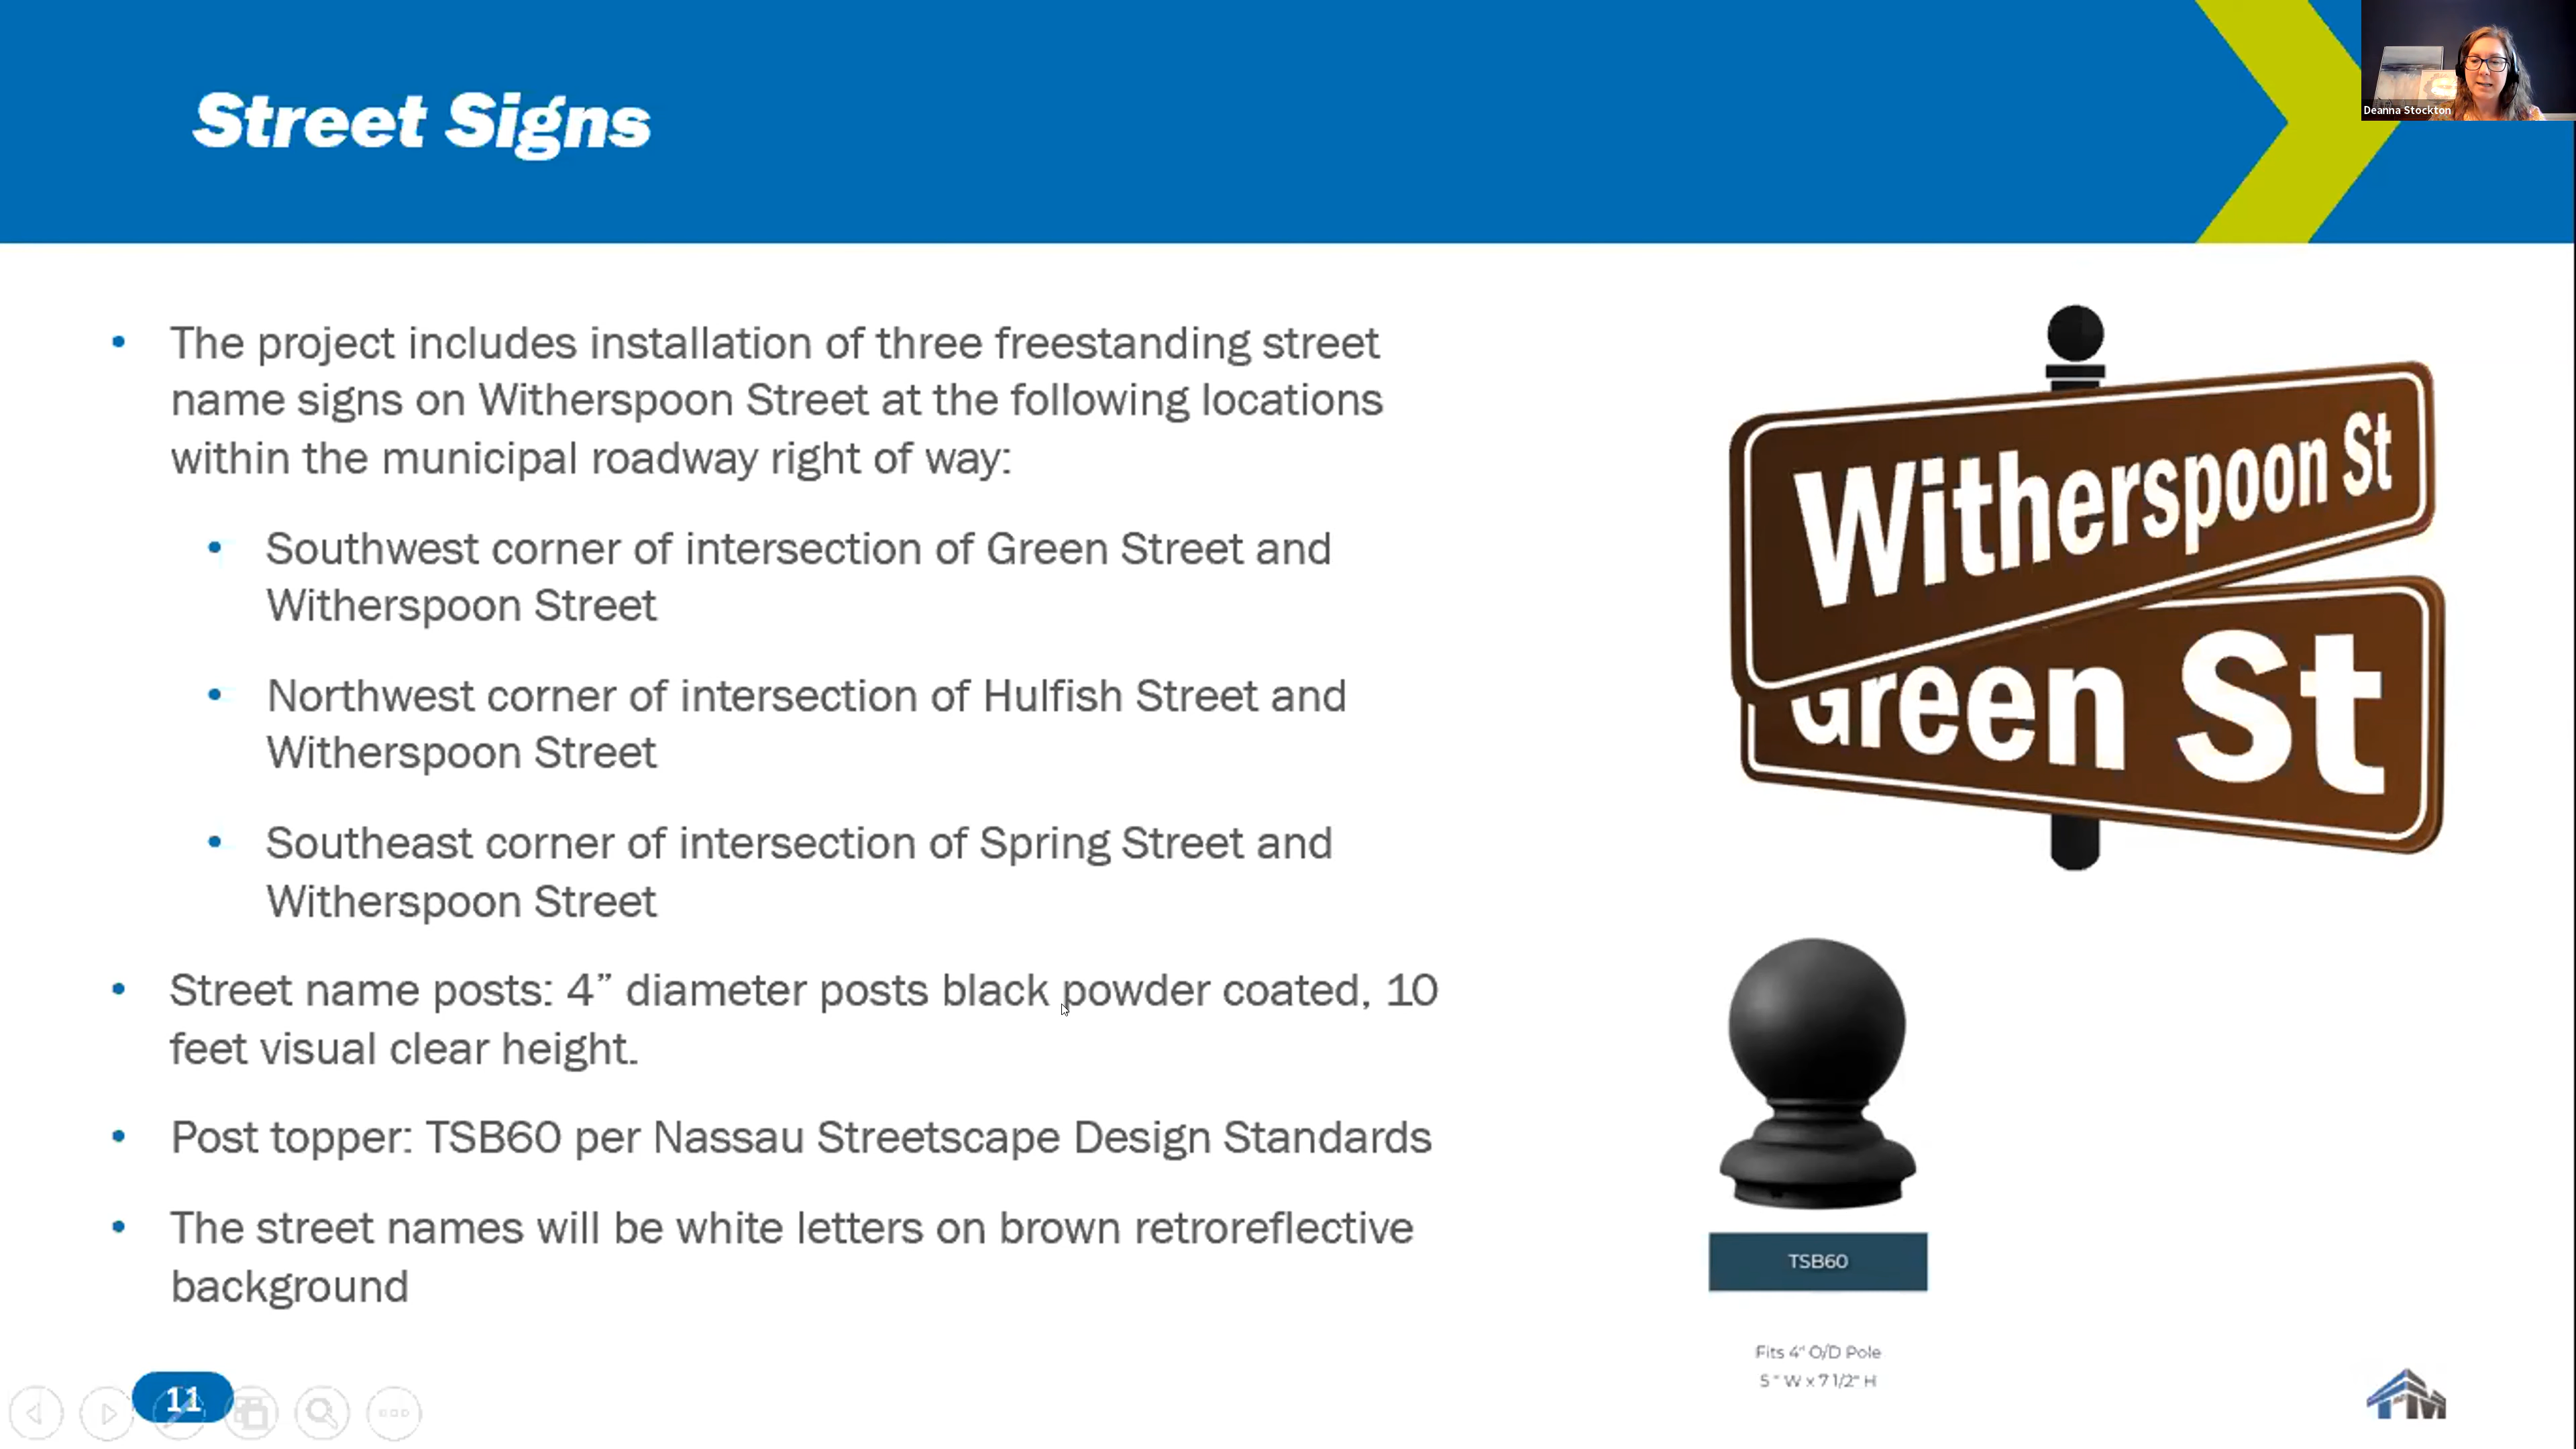 Street Signs
Deanna Stockton
• The project includes installation of three freestanding street
name signs on Witherspoon Street at the following locations
within the municipal roadway right of way:
• Southwest corner of intersection of Green Street and
Witherspoon Street
• Northwest corner of intersection of Hulfish Street and
Witherspoon Street
• Southeast corner of intersection of Spring Street and
Witherspoon Street
• Street name posts: 4” diameter posts black powder coated, 10
feet visual clear height.
• Post topper: TSB60 per Nassau Streetscape Design Standards
• The street names will be white letters on brown retroreflective
background
Witherspoon St
Green St
TSB60
Fits 4" O/D Pole
5 " W x 7 1/2" H
11